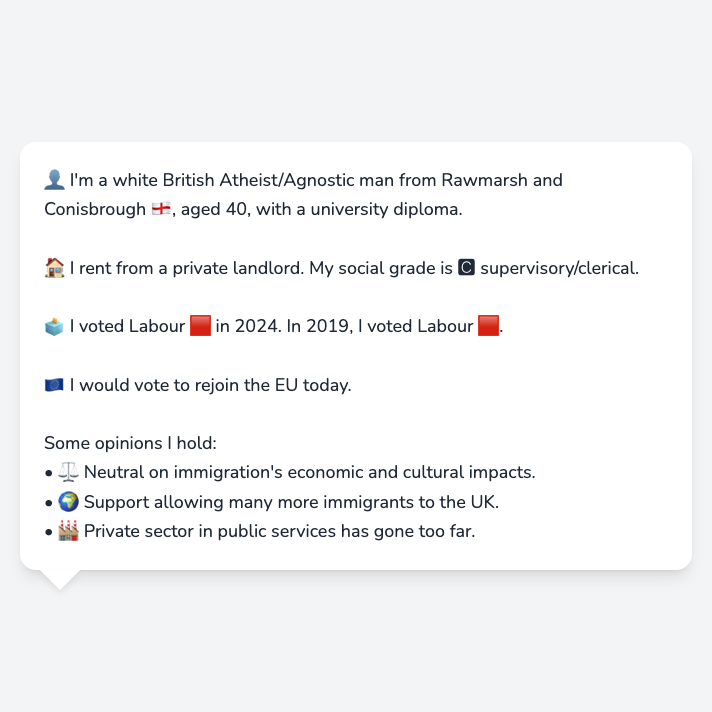 👤 I'm a white British Atheist/Agnostic man from Rawmarsh and
Conisbrough 🏴󠁧󠁢󠁥󠁮󠁧󠁿, aged 40, with a university diploma.
🏠 I rent from a private landlord. My social grade is 🅲 supervisory/clerical.
🗳️ I voted Labour 🟥 in 2024. In 2019, I voted Labour 🟥.
🇪🇺 I would vote to rejoin the EU today.
Some opinions I hold:
• ⚖️ Neutral on immigration's economic and cultural impacts.
• 🌍 Support allowing many more immigrants to the UK.
• 🏭 Private sector in public services has gone too far.